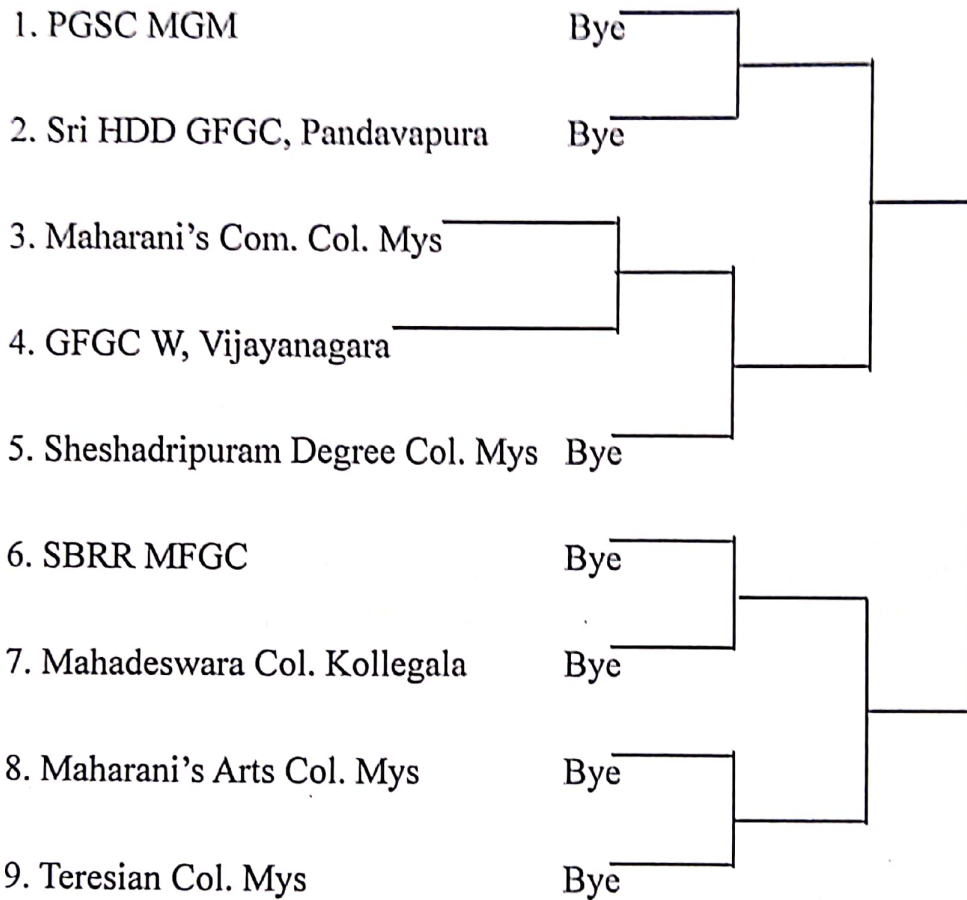 1. PGSC MGM Bye
2. Sri HDD GFGC, Pandavapura Bye
3. Maharani's Com. Col. Mys
4. GFGC W, Vijayanagara
5. Sheshadripuram Degree Col. Mys Bye
6. SBRR MFGC Bye
7. Mahadeswara Col. Kollegala Bye
8. Maharani's Arts Col. Mys Bye
9. Teresian Col. Mys Bye